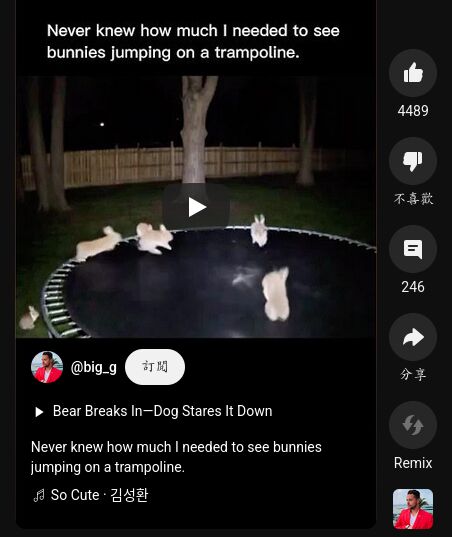 Never knew how much I needed to see
bunnies jumping on a trampoline.
4489
不喜歡
246
分享
Remix
@big_g
訂閱
Bear Breaks In—Dog Stares It Down
Never knew how much I needed to see bunnies
jumping on a trampoline.
So Cute · 김성환